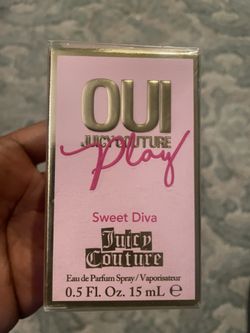 OUI
JUICY COUTURE
Play
Sweet Diva
Juicy
Couture
Eau de Parfum Spray / Vaporisateur
0.5 Fl. Oz. 15 mL ℮